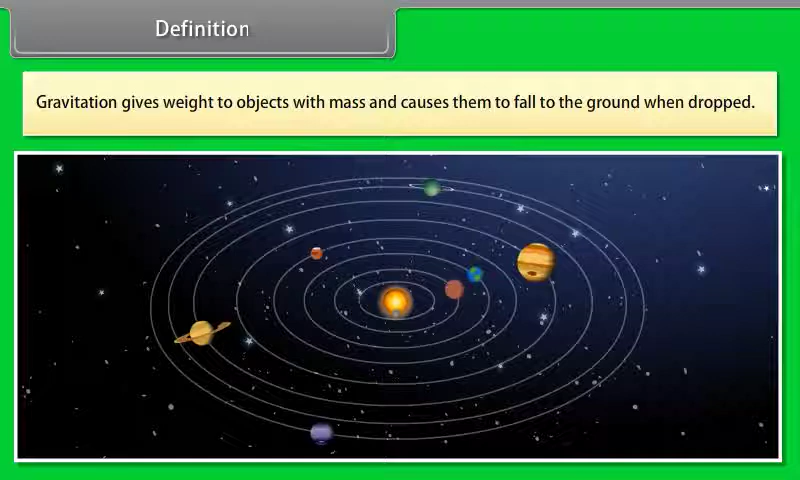 Definition
Gravitation gives weight to objects with mass and causes them to fall to the ground when dropped.